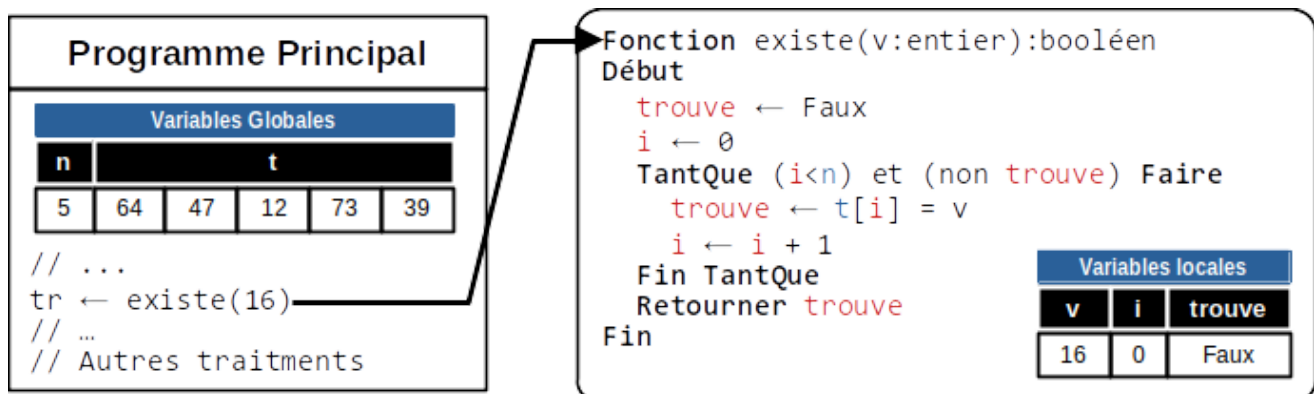 Programme Principal
Variables Globales
n t
5 64 47 12 73 39
// ...
tr ← existe(16)
// …
// Autres traitments
Fonction existe(v:entier):booléen
Début
trouve ← Faux
i ← 0
TantQue (i<n) et (non trouve) Faire
trouve ← t[i] = v
i ← i + 1
Fin TantQue
Retourner trouve
Fin
Variables locales
v i trouve
16 0 Faux